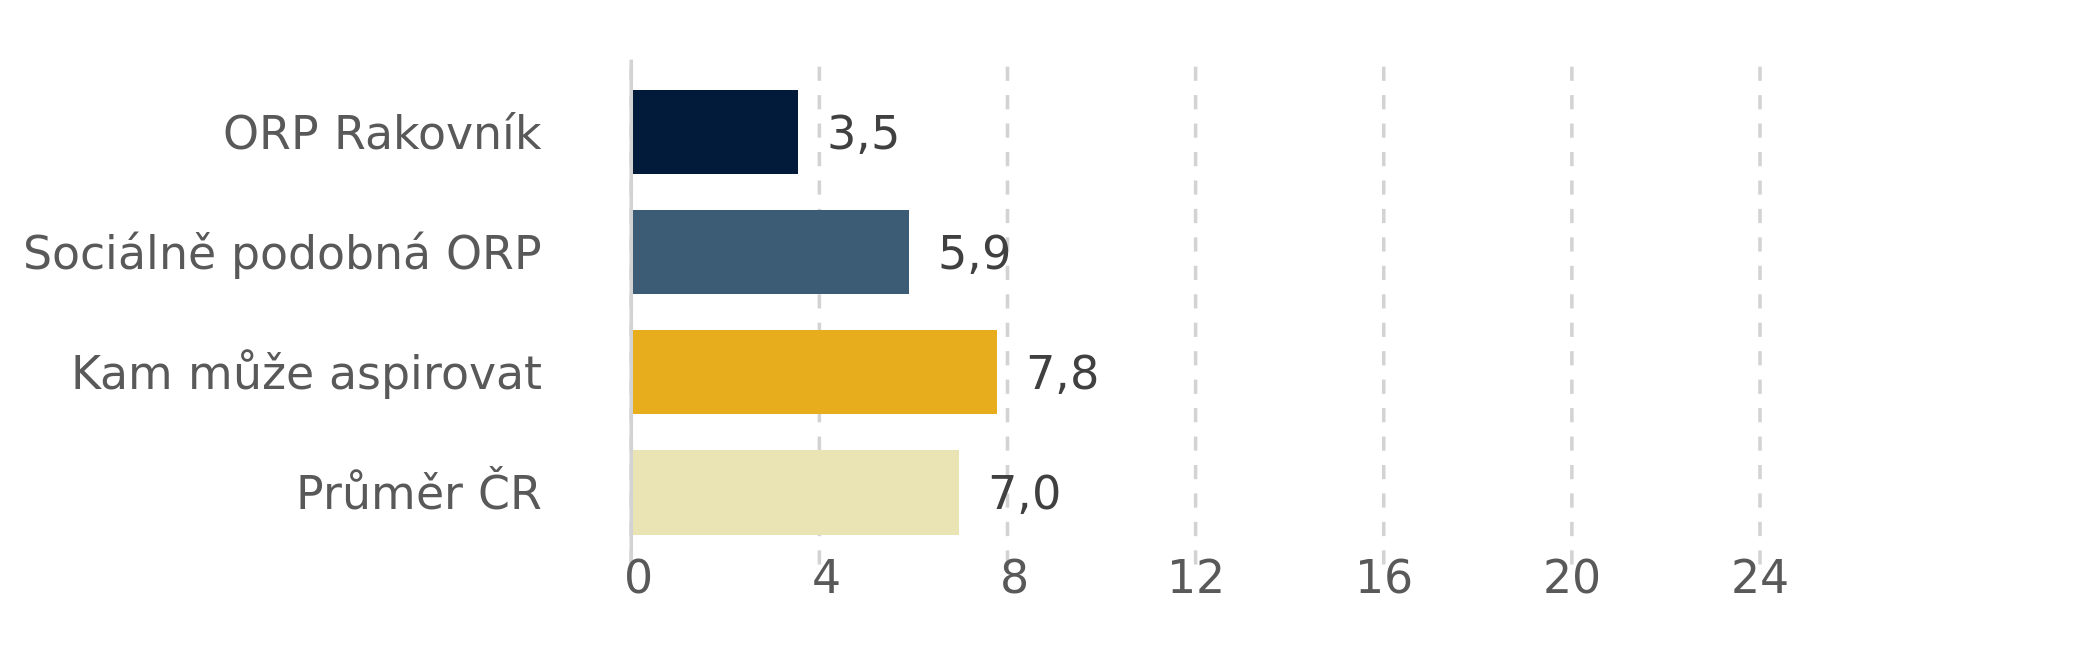 ORP Rakovník 3,5
Sociálně podobná ORP 5,9
Kam může aspirovat 7,8
Průměr ČR 7,0
0 4 8 12 16 20 24